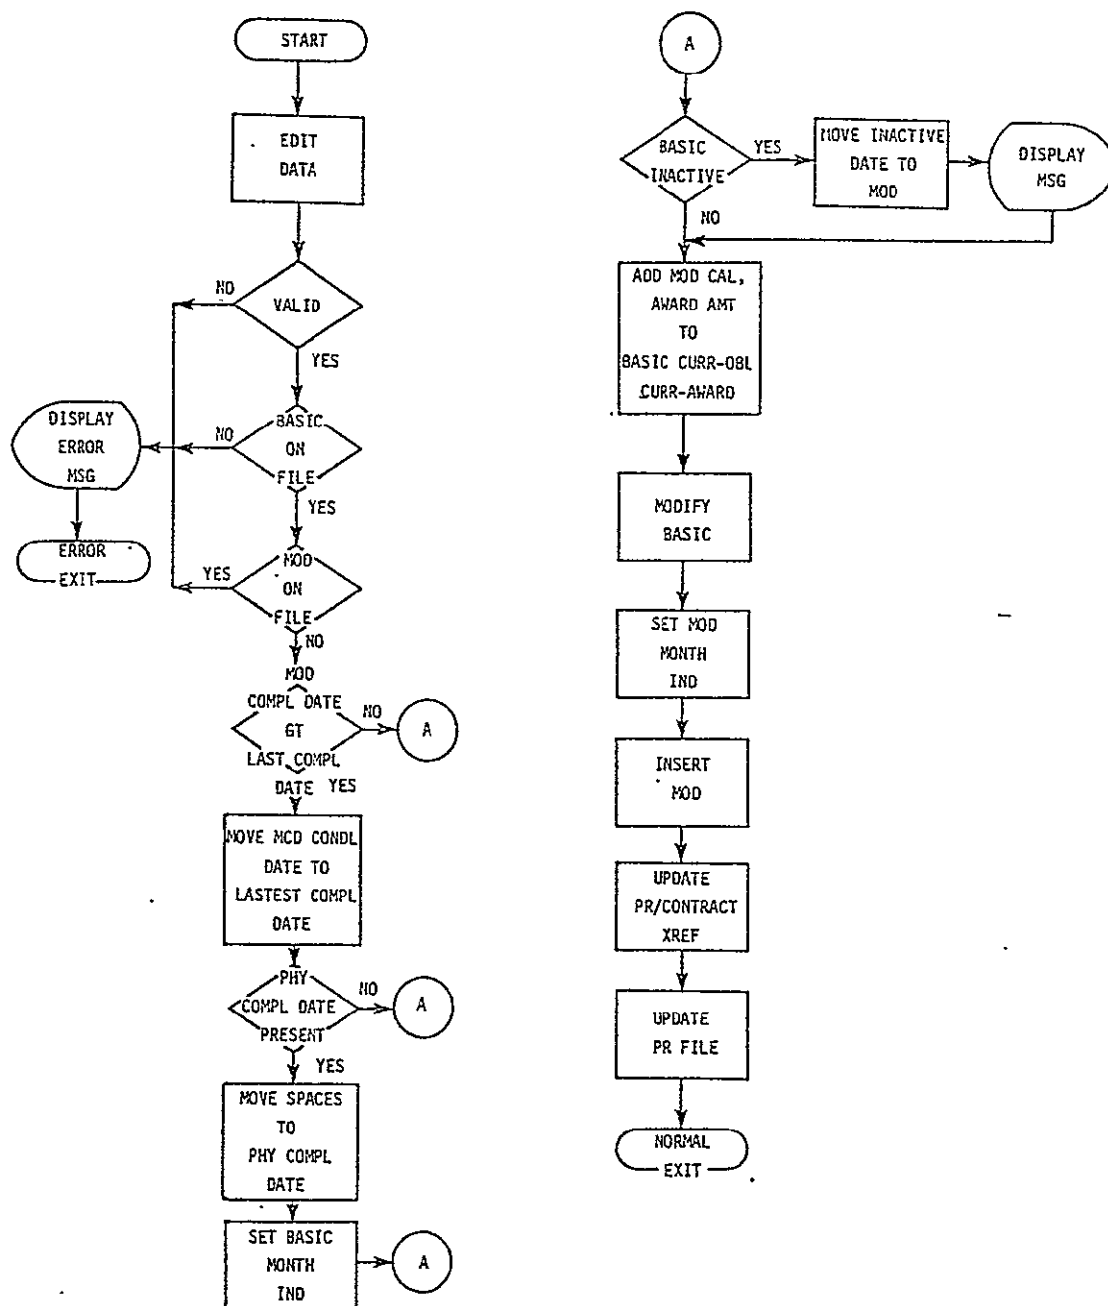 START
EDIT
DATA
NO
VALID
YES
DISPLAY
ERROR
MSG
NO
BASIC
ON
FILE
YES
ERROR
EXIT
YES
MOD
ON
FILE
NO
MOD
COMPL DATE
GT
LAST COMPL
DATE YES
NO
A
MOVE MCD CONDL
DATE TO
LASTEST COMPL
DATE
PHY
COMPL DATE
PRESENT
NO
A
YES
MOVE SPACES
TO
PHY COMPL
DATE
SET BASIC
MONTH
IND
A
A
BASIC
INACTIVE
YES
MOVE INACTIVE
DATE TO
MOD
DISPLAY
MSG
NO
ADD MOD CAL,
AWARD AMT
TO
BASIC CURR-OBL
CURR-AWARD
MODIFY
BASIC
SET MOD
MONTH
IND
INSERT
MOD
UPDATE
PR/CONTRACT
XREF
UPDATE
PR FILE
NORMAL
EXIT